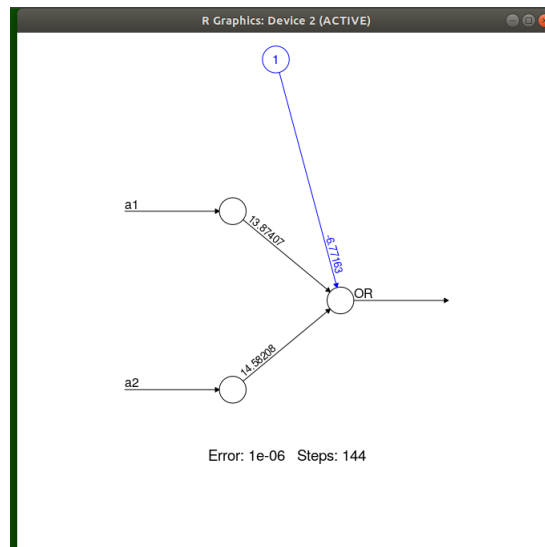 R Graphics: Device 2 (ACTIVE)
1
a1
13.87407
-6.77163
OR
14.58208
a2
Error: 1e-06 Steps: 144